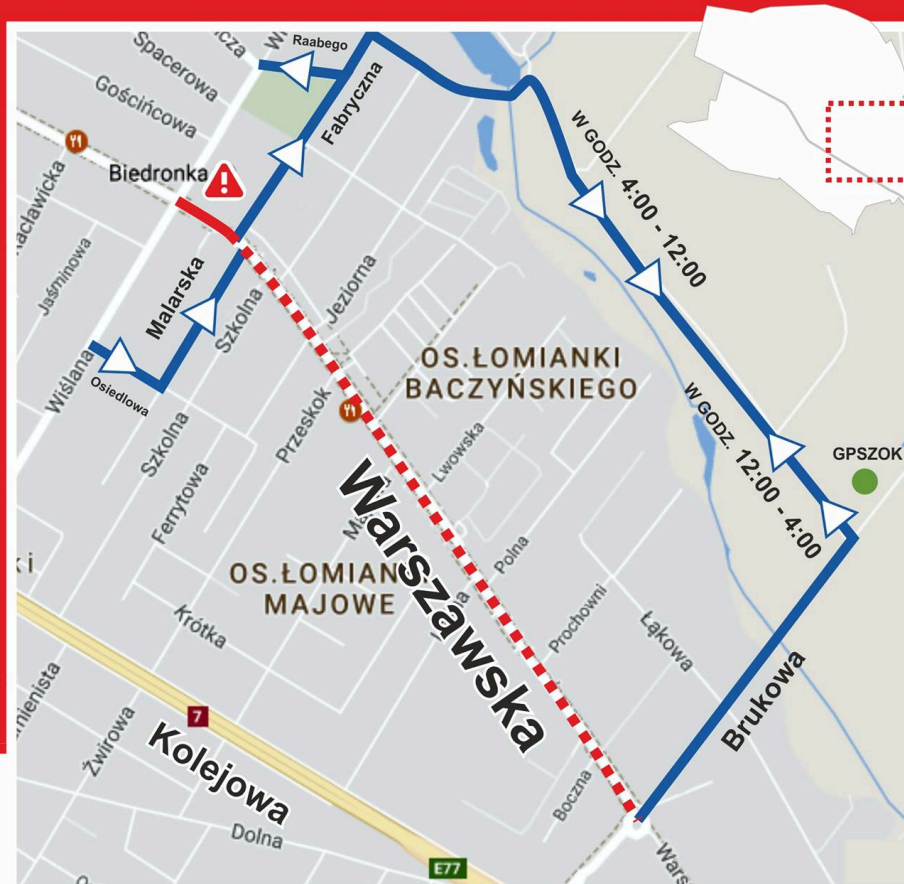 Raabego
Spacerowa
Gościńcowa
Fabryczna
W GODZ. 4:00 - 12:00
Biedronka
!
Jaśminowa
Malarska
Szkolna
Jeziorna
Wiślana
Osiedlowa
OS.ŁOMIANKI
BACZYŃSKIEGO
W GODZ. 12:00 - 4:00
GPSZOK
Przeskok
Lwowska
Szkolna
Ferrytowa
Warszawska
Polna
OS.ŁOMIAN
MAJOWE
Prochowni
Łąkowa
Krótka
Brukowa
7
Żwirowa
Kolejowa
Boczna
Dolna
E77